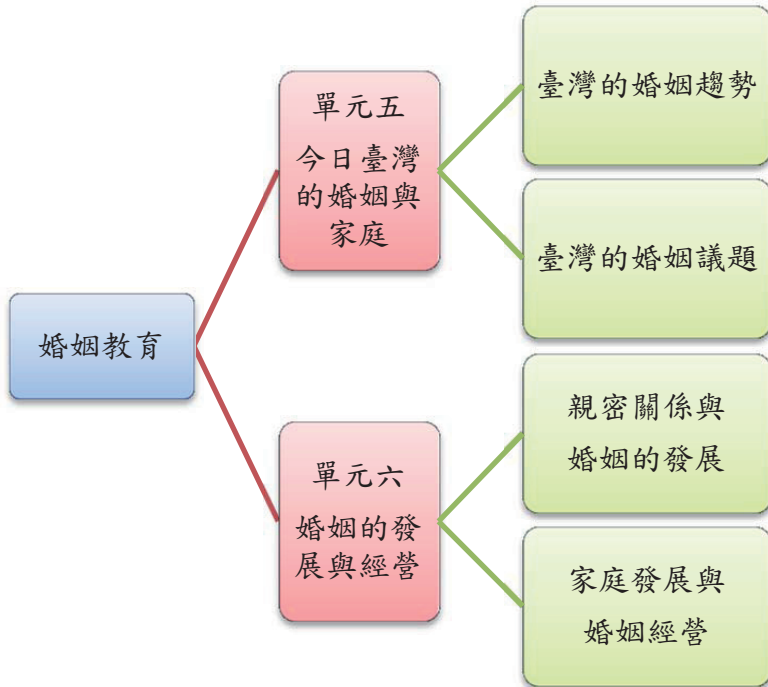 婚姻教育
單元五
今日臺灣
的婚姻與
家庭
臺灣的婚姻趨勢
臺灣的婚姻議題
單元六
婚姻的發
展與經營
親密關係與
婚姻的發展
家庭發展與
婚姻經營